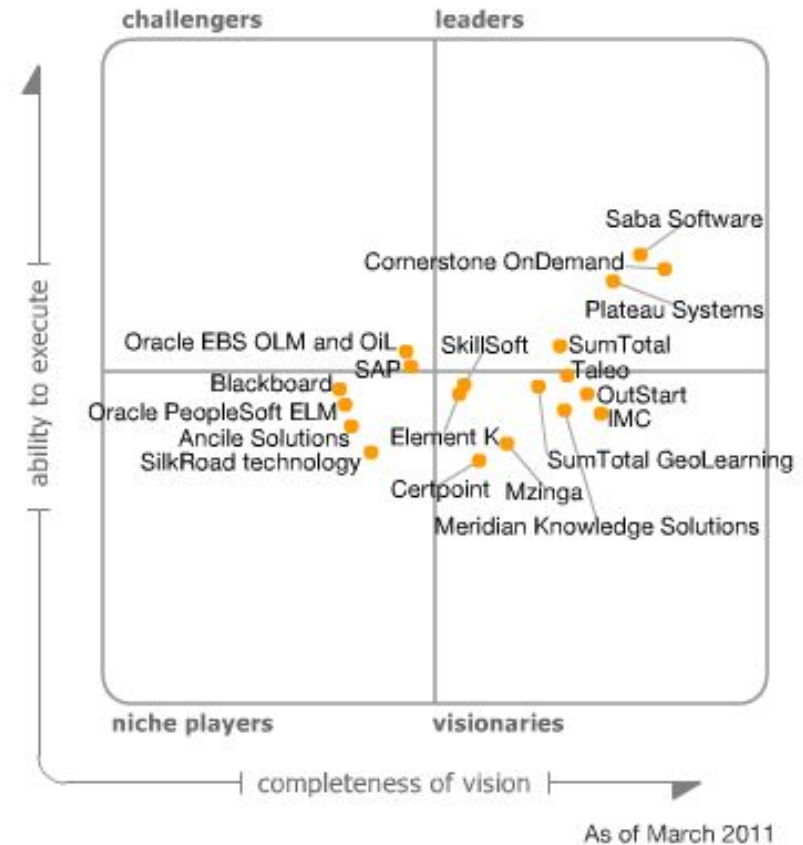 challengers
leaders
Saba Software
Cornerstone OnDemand
Plateau Systems
Oracle EBS OLM and OiL
SkillSoft
SumTotal
SAP
Taleo
Blackboard
OutStart
Oracle PeopleSoft ELM
IMC
Ancile Solutions
Element K
SilkRoad technology
SumTotal GeoLearning
Certpoint
Mzinga
Meridian Knowledge Solutions
ability to execute
niche players
visionaries
completeness of vision
As of March 2011